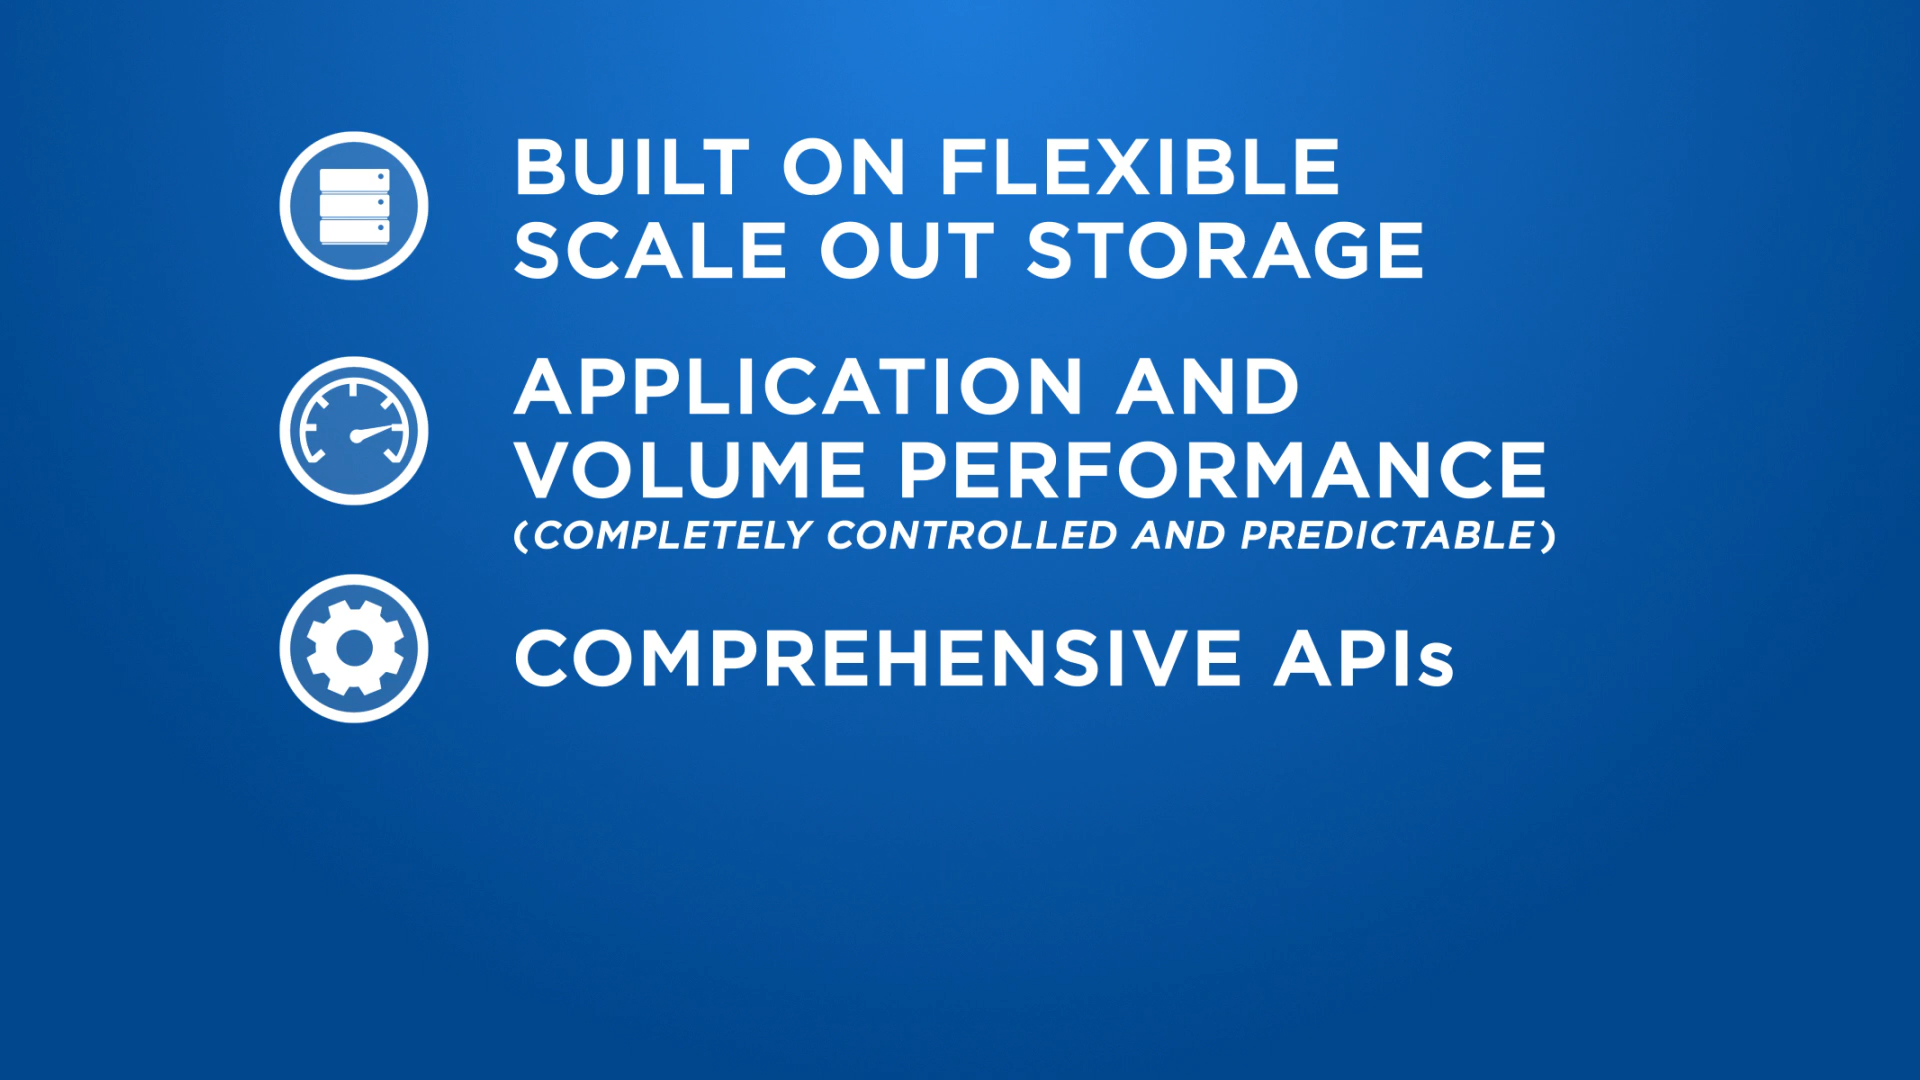 BUILT ON FLEXIBLE
SCALE OUT STORAGE
APPLICATION AND
VOLUME PERFORMANCE
(COMPLETELY CONTROLLED AND PREDICTABLE)
COMPREHENSIVE APIs